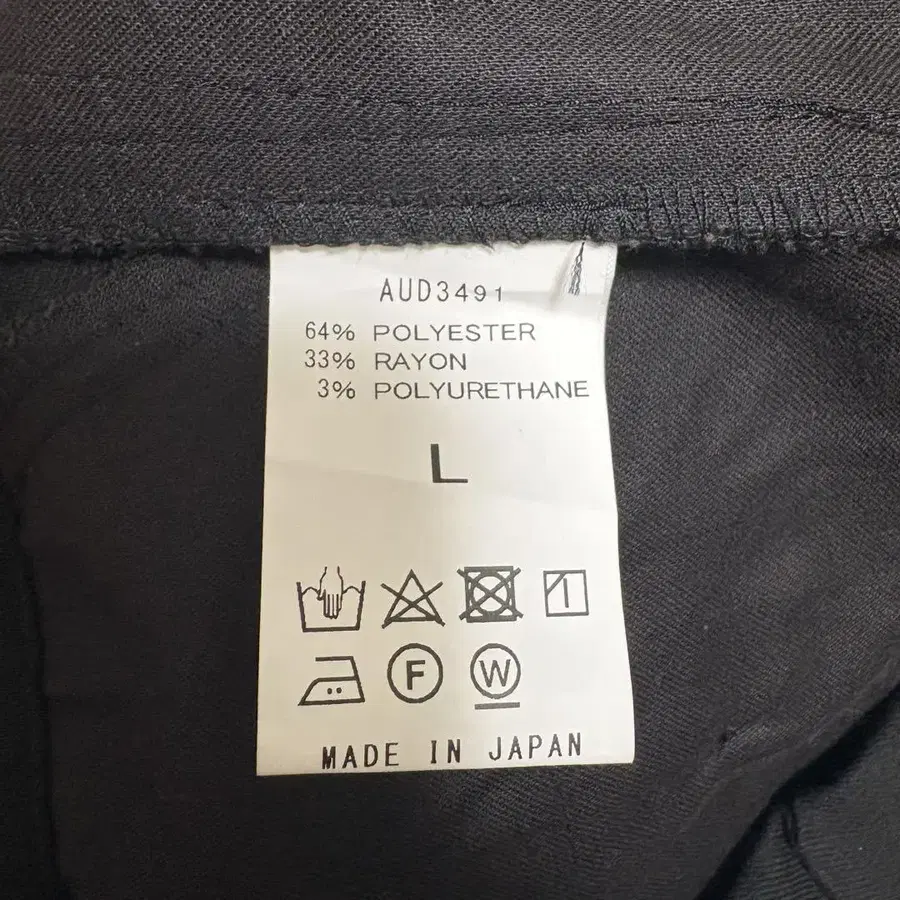 AUD3491
64% POLYESTER
33% RAYON
3% POLYURETHANE
L
F W
MADE IN JAPAN